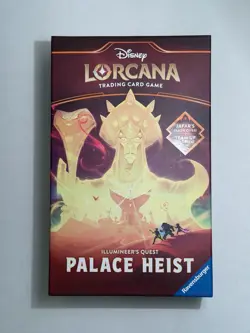 Disney
LORCANA
TRADING CARD GAME
ILLUMINEER'S QUEST
PALACE HEIST
Ravensburger